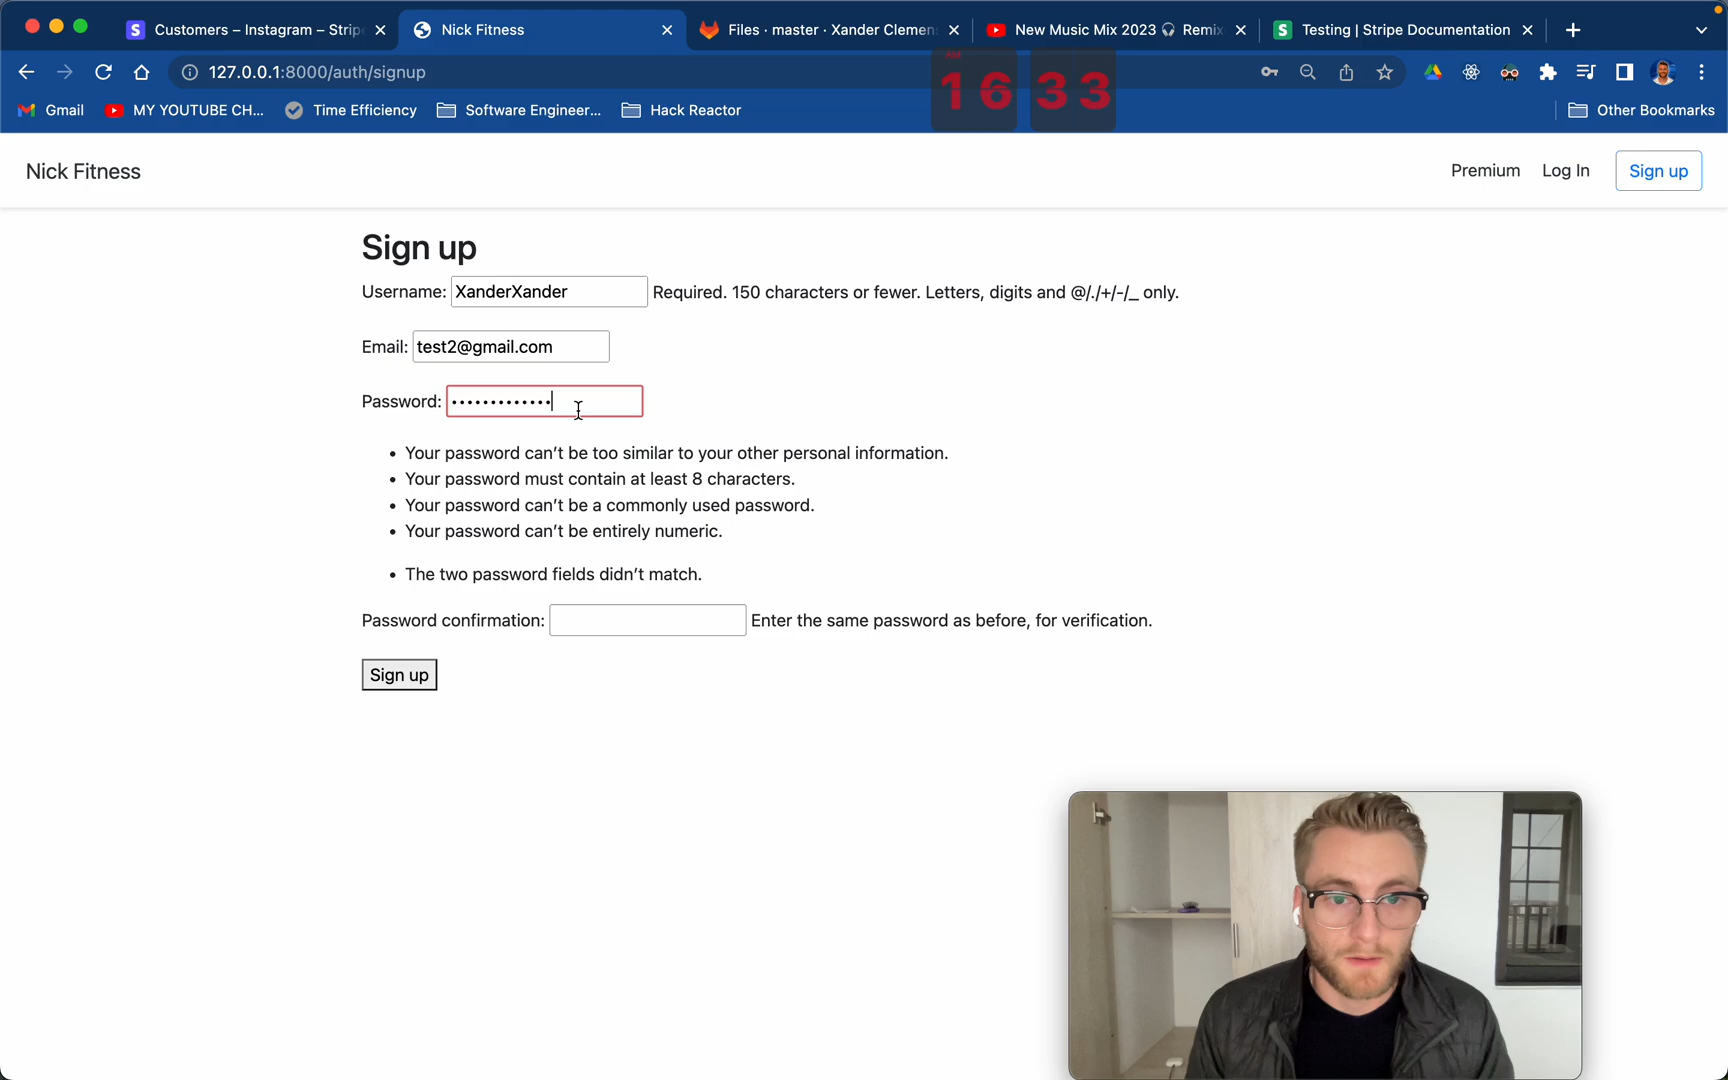 Customers – Instagram – Strip
Nick Fitness
Files · master · Xander Clemen
New Music Mix 2023 🎧 Remix
Testing | Stripe Documentation
127.0.0.1:8000/auth/signup
16 33
Gmail
MY YOUTUBE CH...
Time Efficiency
Software Engineer...
Hack Reactor
Other Bookmarks
Nick Fitness
Premium
Log In
Sign up
Sign up
Username: XanderXander Required. 150 characters or fewer. Letters, digits and @/./+/-/_ only.
Email: test2@gmail.com
Password: •••••••••••••
• Your password can’t be too similar to your other personal information.
• Your password must contain at least 8 characters.
• Your password can’t be a commonly used password.
• Your password can’t be entirely numeric.
• The two password fields didn’t match.
Password confirmation: Enter the same password as before, for verification.
Sign up